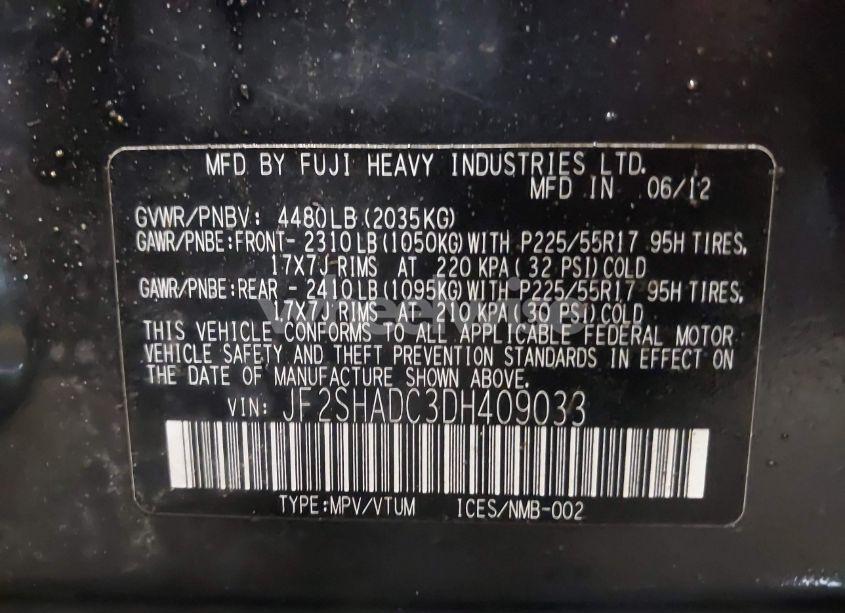 MFD BY FUJI HEAVY INDUSTRIES LTD.
MFD IN 06/12
GVWR/PNBV: 4480LB(2035KG)
GAWR/PNBE:FRONT- 2310LB(1050KG)WITH P225/55R17 95H TIRES,
17X7J RIMS AT 220 KPA( 32 PSI)COLD
GAWR/PNBE:REAR - 2410LB(1095KG)WITH P225/55R17 95H TIRES,
17X7J RIMS AT 210 KPA(30 PSI)COLD
THIS VEHICLE CONFORMS TO ALL APPLICABLE FEDERAL MOTOR
VEHICLE SAFETY AND THEFT PREVENTION STANDARDS IN EFFECT ON
THE DATE OF MANUFACTURE SHOWN ABOVE.
VIN: JF2SHADC3DH409033
TYPE:MPV/VTUM ICES/NMB-002